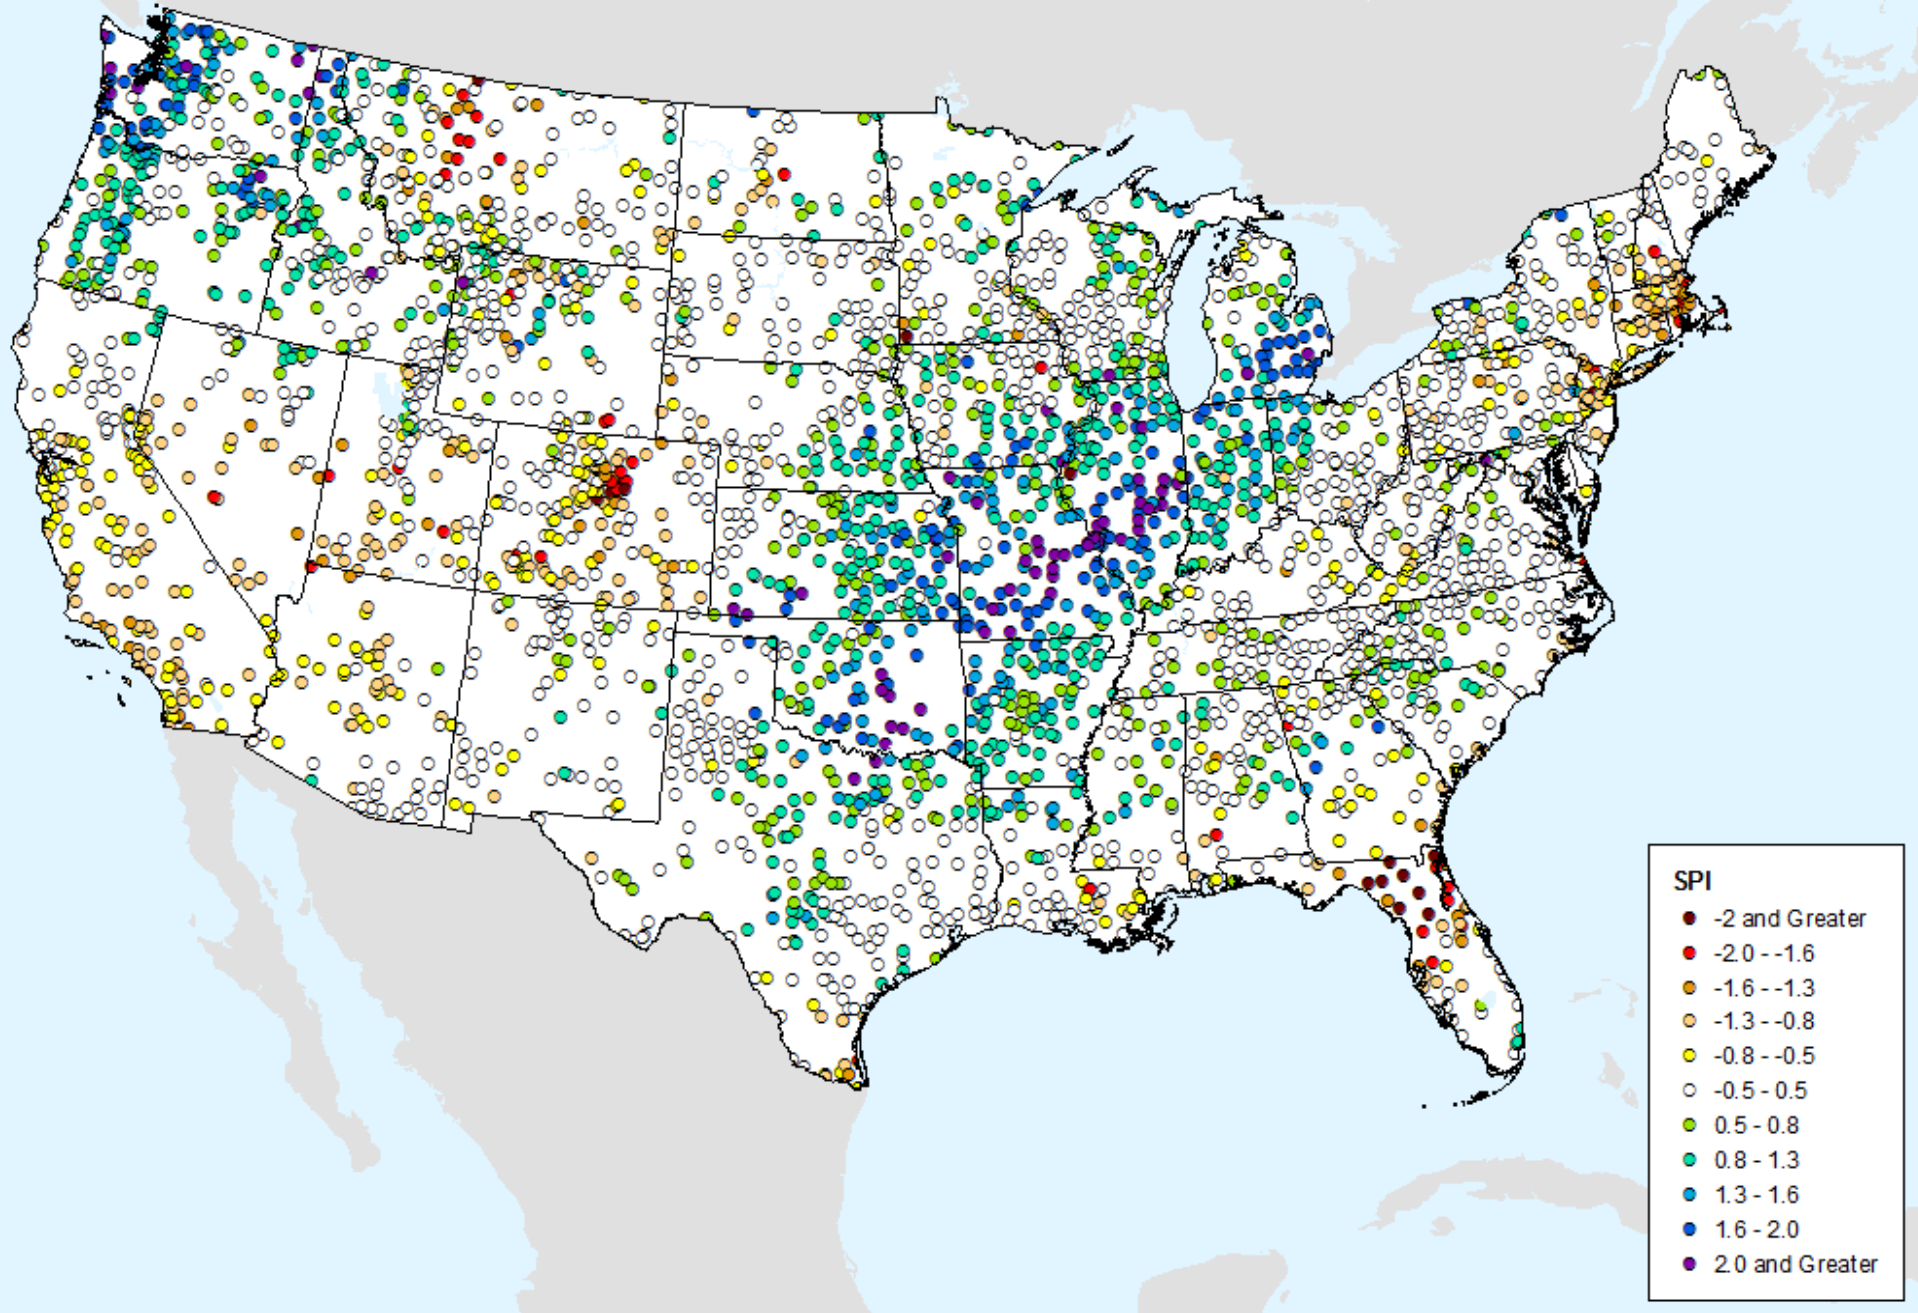 SPI
-2 and Greater
-2.0 - -1.6
-1.6 - -1.3
-1.3 - -0.8
-0.8 - -0.5
-0.5 - 0.5
0.5 - 0.8
0.8 - 1.3
1.3 - 1.6
1.6 - 2.0
2.0 and Greater